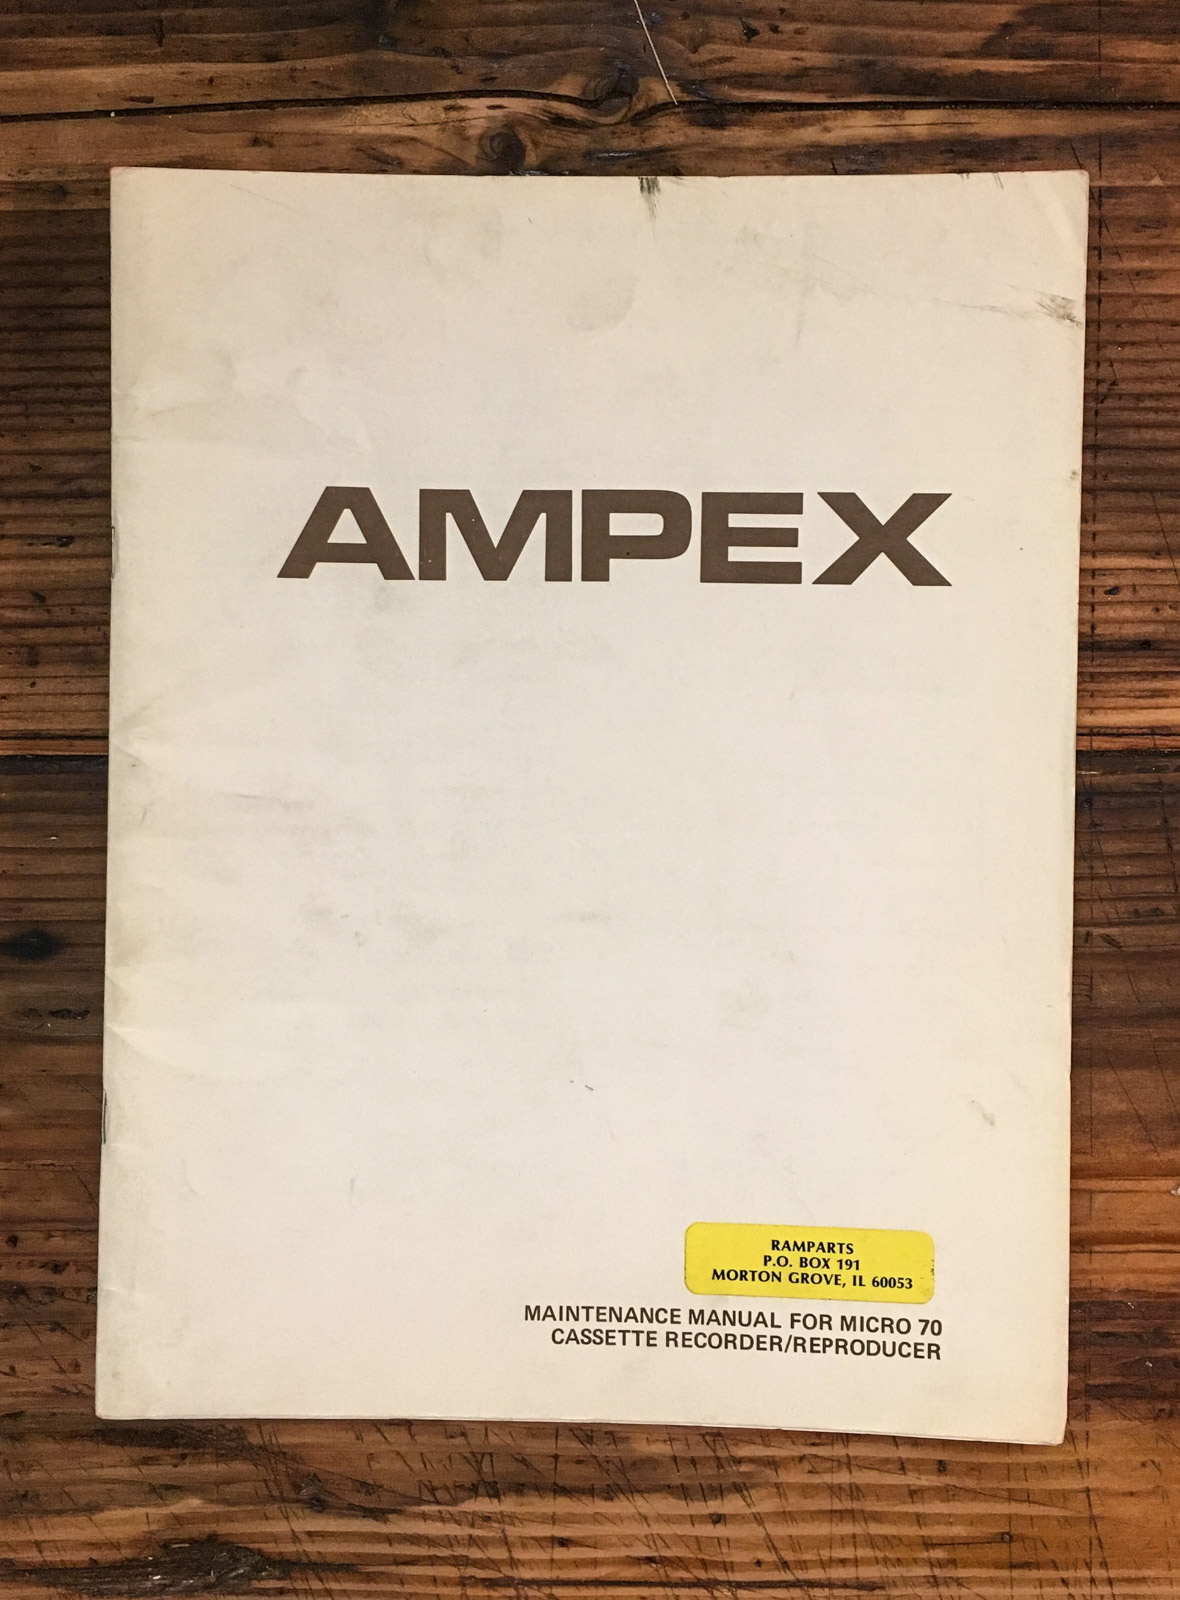 AMPEX
RAMPARTS
P.O. BOX 191
MORTON GROVE, IL 60053
MAINTENANCE MANUAL FOR MICRO 70
CASSETTE RECORDER/REPRODUCER